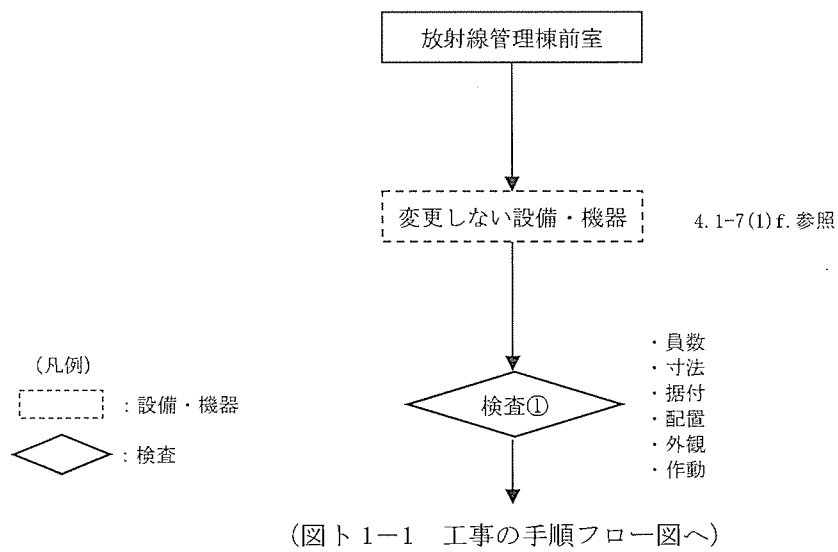 放射線管理棟前室
変更しない設備・機器
4.1-7(1)f.参照
検査①
・員数
・寸法
・据付
・配置
・外観
・作動
(凡例)
:設備・機器
:検査
(図ト1-1 工事の手順フロー図へ)